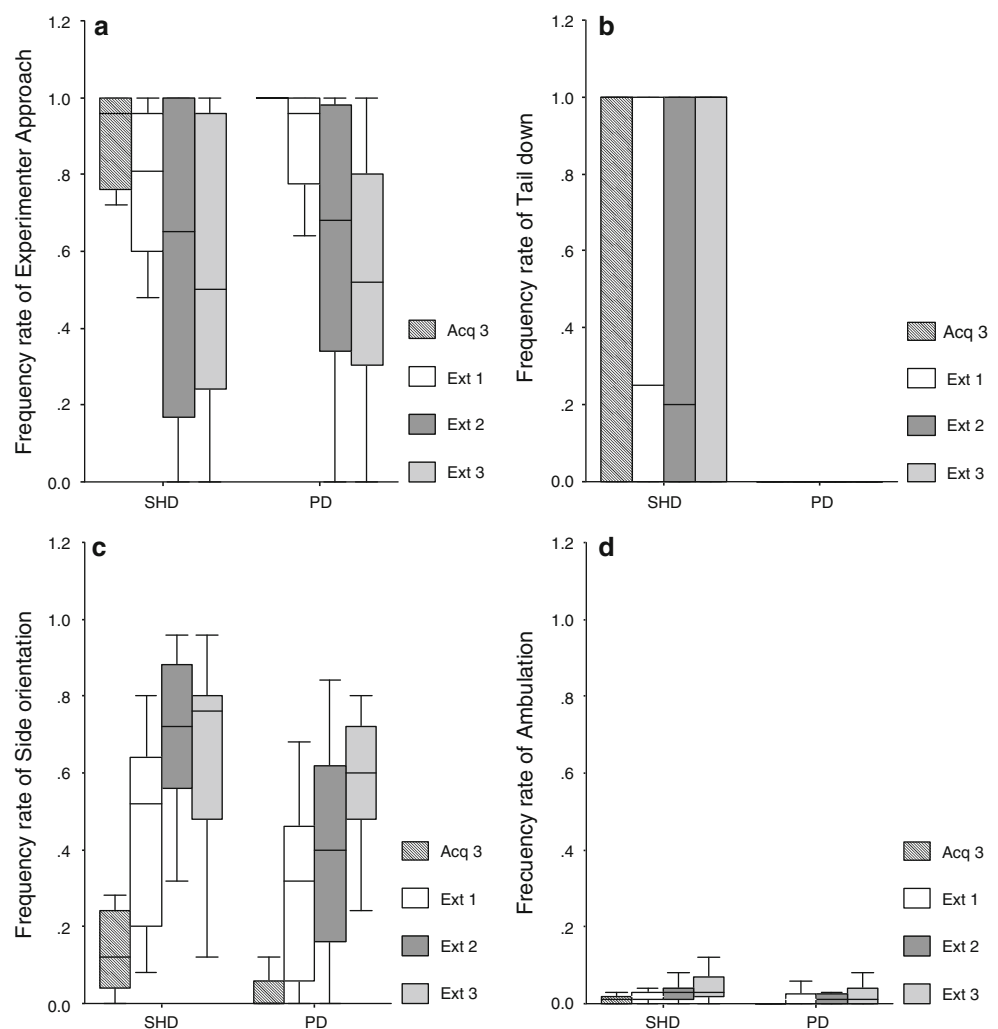 a
Frequency rate of Experimenter Approach
1.2
1.0
.8
.6
.4
.2
0.0
SHD PD
Acq 3
Ext 1
Ext 2
Ext 3
b
Frequency rate of Tail down
1.2
1.0
.8
.6
.4
.2
0.0
SHD PD
Acq 3
Ext 1
Ext 2
Ext 3
c
Frequency rate of Side orientation
1.2
1.0
.8
.6
.4
.2
0.0
SHD PD
Acq 3
Ext 1
Ext 2
Ext 3
d
Frecuency rate of Ambulation
1.2
1.0
.8
.6
.4
.2
0.0
SHD PD
Acq 3
Ext 1
Ext 2
Ext 3